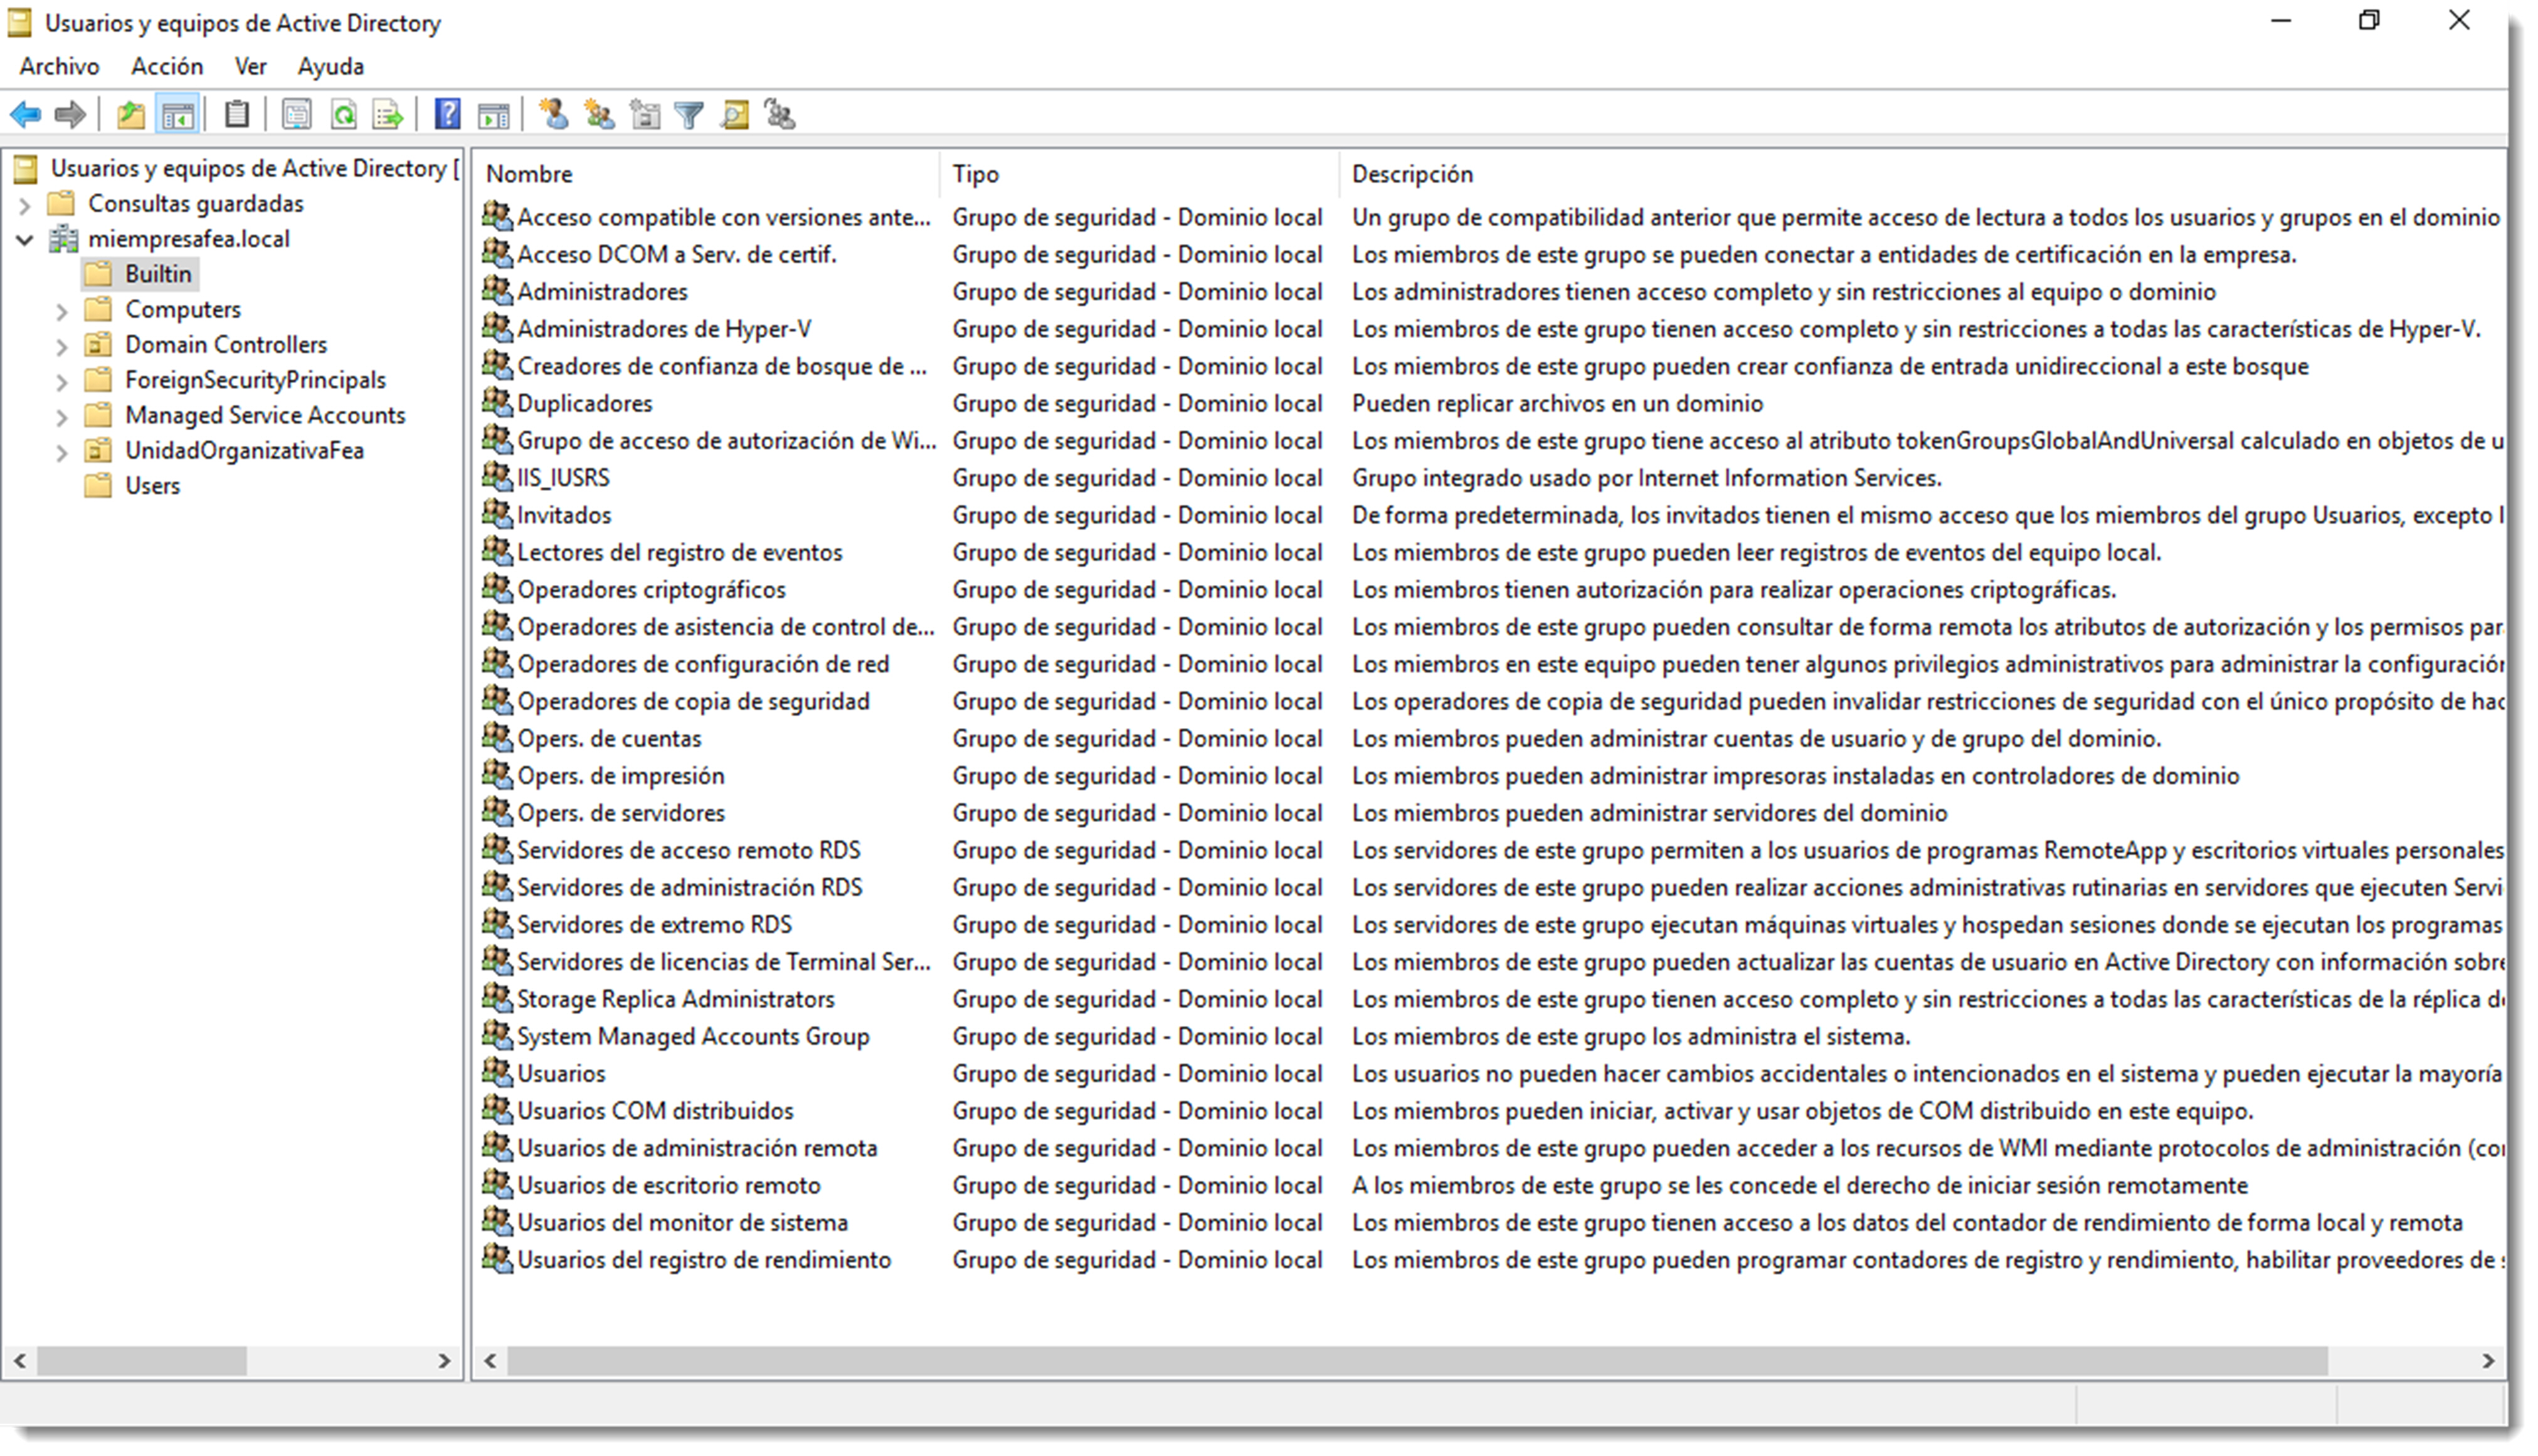 Usuarios y equipos de Active Directory
Archivo Acción Ver Ayuda
Usuarios y equipos de Active Directory [
Consultas guardadas
miempresafea.local
Builtin
Computers
Domain Controllers
ForeignSecurityPrincipals
Managed Service Accounts
UnidadOrganizativaFea
Users
Nombre Tipo Descripción
Acceso compatible con versiones ante... Grupo de seguridad - Dominio local Un grupo de compatibilidad anterior que permite acceso de lectura a todos los usuarios y grupos en el dominio
Acceso DCOM a Serv. de certif. Grupo de seguridad - Dominio local Los miembros de este grupo se pueden conectar a entidades de certificación en la empresa.
Administradores Grupo de seguridad - Dominio local Los administradores tienen acceso completo y sin restricciones al equipo o dominio
Administradores de Hyper-V Grupo de seguridad - Dominio local Los miembros de este grupo tienen acceso completo y sin restricciones a todas las características de Hyper-V.
Creadores de confianza de bosque de ... Grupo de seguridad - Dominio local Los miembros de este grupo pueden crear confianza de entrada unidireccional a este bosque
Duplicadores Grupo de seguridad - Dominio local Pueden replicar archivos en un dominio
Grupo de acceso de autorización de Wi... Grupo de seguridad - Dominio local Los miembros de este grupo tiene acceso al atributo tokenGroupsGlobalAndUniversal calculado en objetos de u
IIS_IUSRS Grupo de seguridad - Dominio local Grupo integrado usado por Internet Information Services.
Invitados Grupo de seguridad - Dominio local De forma predeterminada, los invitados tienen el mismo acceso que los miembros del grupo Usuarios, excepto l
Lectores del registro de eventos Grupo de seguridad - Dominio local Los miembros de este grupo pueden leer registros de eventos del equipo local.
Operadores criptográficos Grupo de seguridad - Dominio local Los miembros tienen autorización para realizar operaciones criptográficas.
Operadores de asistencia de control de... Grupo de seguridad - Dominio local Los miembros de este grupo pueden consultar de forma remota los atributos de autorización y los permisos par
Operadores de configuración de red Grupo de seguridad - Dominio local Los miembros en este equipo pueden tener algunos privilegios administrativos para administrar la configuración
Operadores de copia de seguridad Grupo de seguridad - Dominio local Los operadores de copia de seguridad pueden invalidar restricciones de seguridad con el único propósito de hac
Opers. de cuentas Grupo de seguridad - Dominio local Los miembros pueden administrar cuentas de usuario y de grupo del dominio.
Opers. de impresión Grupo de seguridad - Dominio local Los miembros pueden administrar impresoras instaladas en controladores de dominio
Opers. de servidores Grupo de seguridad - Dominio local Los miembros pueden administrar servidores del dominio
Servidores de acceso remoto RDS Grupo de seguridad - Dominio local Los servidores de este grupo permiten a los usuarios de programas RemoteApp y escritorios virtuales personales
Servidores de administración RDS Grupo de seguridad - Dominio local Los servidores de este grupo pueden realizar acciones administrativas rutinarias en servidores que ejecuten Servi
Servidores de extremo RDS Grupo de seguridad - Dominio local Los servidores de este grupo ejecutan máquinas virtuales y hospedan sesiones donde se ejecutan los programas
Servidores de licencias de Terminal Ser... Grupo de seguridad - Dominio local Los miembros de este grupo pueden actualizar las cuentas de usuario en Active Directory con información sobre
Storage Replica Administrators Grupo de seguridad - Dominio local Los miembros de este grupo tienen acceso completo y sin restricciones a todas las características de la réplica d
System Managed Accounts Group Grupo de seguridad - Dominio local Los miembros de este grupo los administra el sistema.
Usuarios Grupo de seguridad - Dominio local Los usuarios no pueden hacer cambios accidentales o intencionados en el sistema y pueden ejecutar la mayoría
Usuarios COM distribuidos Grupo de seguridad - Dominio local Los miembros pueden iniciar, activar y usar objetos de COM distribuido en este equipo.
Usuarios de administración remota Grupo de seguridad - Dominio local Los miembros de este grupo pueden acceder a los recursos de WMI mediante protocolos de administración (co
Usuarios de escritorio remoto Grupo de seguridad - Dominio local A los miembros de este grupo se les concede el derecho de iniciar sesión remotamente
Usuarios del monitor de sistema Grupo de seguridad - Dominio local Los miembros de este grupo tienen acceso a los datos del contador de rendimiento de forma local y remota
Usuarios del registro de rendimiento Grupo de seguridad - Dominio local Los miembros de este grupo pueden programar contadores de registro y rendimiento, habilitar proveedores de